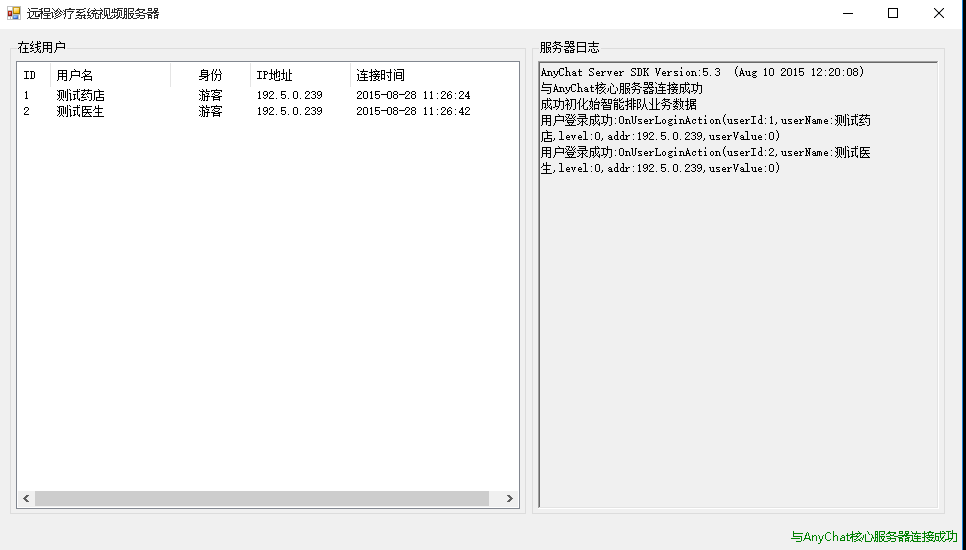 远程诊疗系统视频服务器
在线用户
ID 用户名 身份 IP地址 连接时间
1 测试药店 游客 192.5.0.239 2015-08-28 11:26:24
2 测试医生 游客 192.5.0.239 2015-08-28 11:26:42
服务器日志
AnyChat Server SDK Version:5.3 (Aug 10 2015 12:20:08)
与AnyChat核心服务器连接成功
成功初化始智能排队业务数据
用户登录成功:OnUserLoginAction(userId:1,userName:测试药
店,level:0,addr:192.5.0.239,userValue:0)
用户登录成功:OnUserLoginAction(userId:2,userName:测试医
生,level:0,addr:192.5.0.239,userValue:0)
与AnyChat核心服务器连接成功